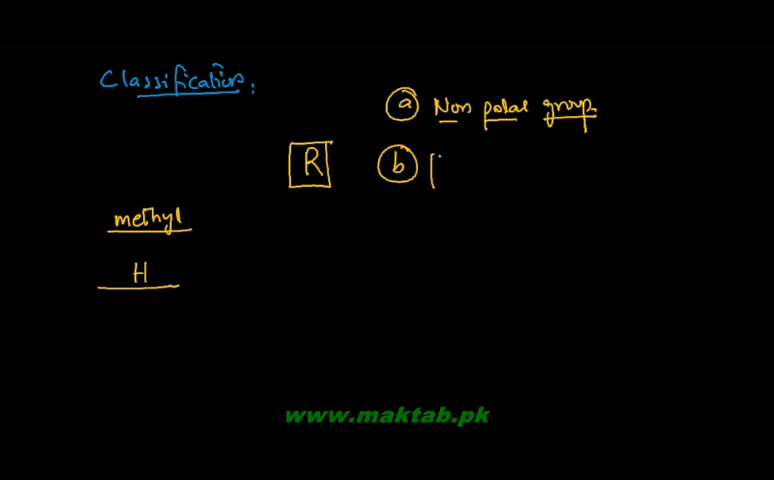 Classification:
(a) Non polar group
R (b)
methyl
H
www.maktab.pk